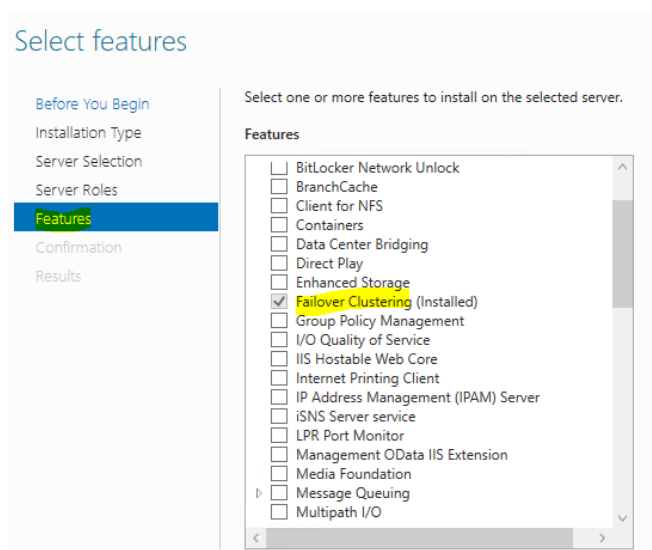 Select features
Before You Begin
Installation Type
Server Selection
Server Roles
Features
Confirmation
Results
Select one or more features to install on the selected server.
Features
BitLocker Network Unlock
BranchCache
Client for NFS
Containers
Data Center Bridging
Direct Play
Enhanced Storage
Failover Clustering (Installed)
Group Policy Management
I/O Quality of Service
IIS Hostable Web Core
Internet Printing Client
IP Address Management (IPAM) Server
iSNS Server service
LPR Port Monitor
Management OData IIS Extension
Media Foundation
Message Queuing
Multipath I/O